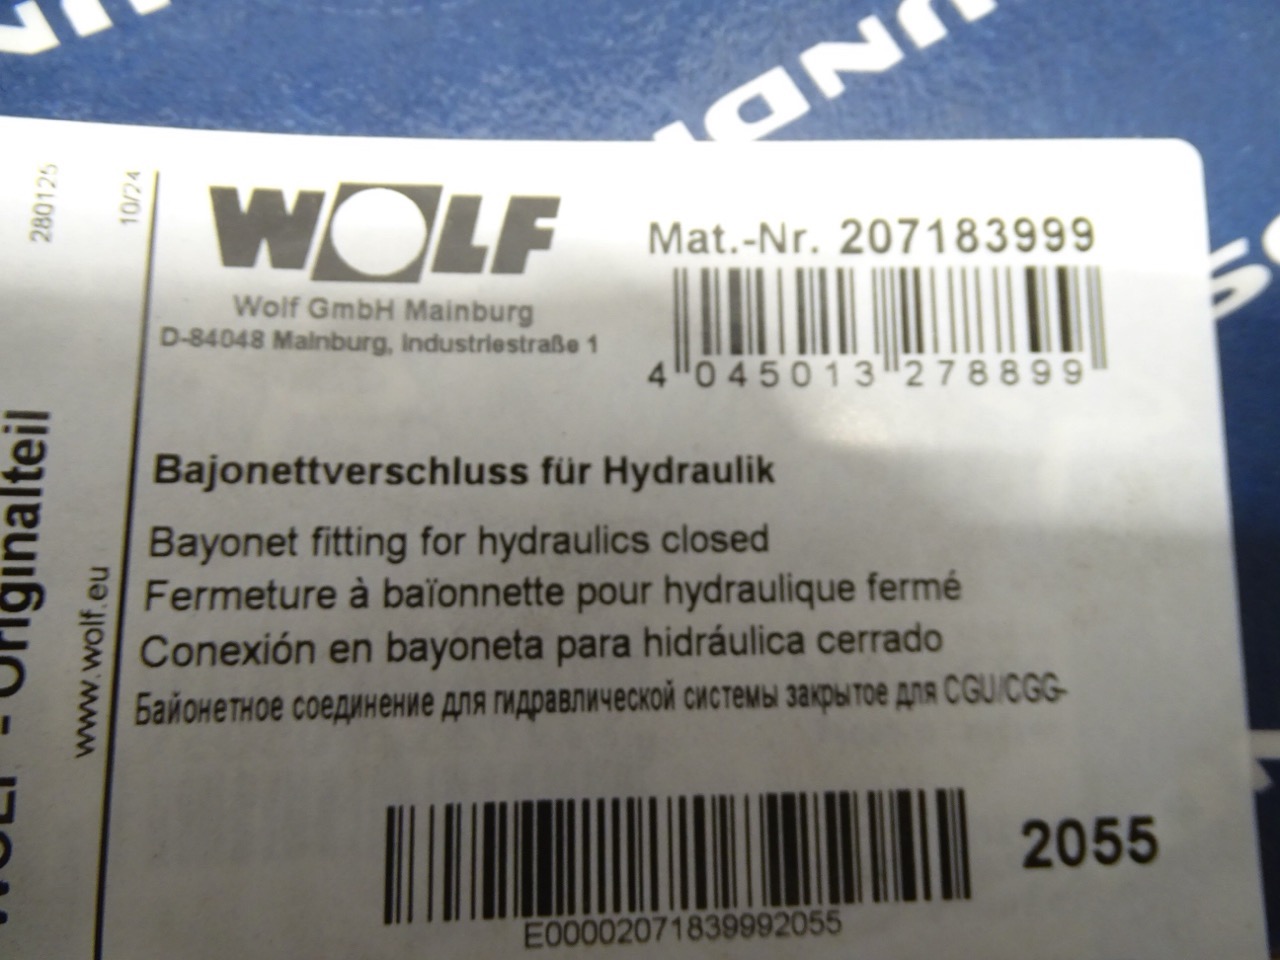 WOLF
Wolf GmbH Mainburg
D-84048 Mainburg, Industriestraße 1
Mat.-Nr. 207183999
4 045013 278899
Bajonettverschluss für Hydraulik
Bayonet fitting for hydraulics closed
Fermeture à baïonnette pour hydraulique fermé
Conexión en bayoneta para hidráulica cerrado
Байонетное соединение для гидравлической системы закрытое для CGU/CGG-
2055
E00002071839992055
280125
10/24
WOLF - Originalteil
www.wolf.eu